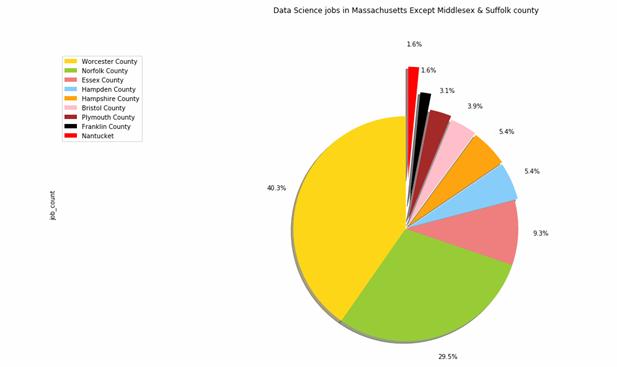 Data Science jobs in Massachusetts Except Middlesex & Suffolk county
Worcester County
Norfolk County
Essex County
Hampden County
Hampshire County
Bristol County
Plymouth County
Franklin County
Nantucket
job_count
1.6%
1.6%
3.1%
3.9%
5.4%
5.4%
9.3%
29.5%
40.3%